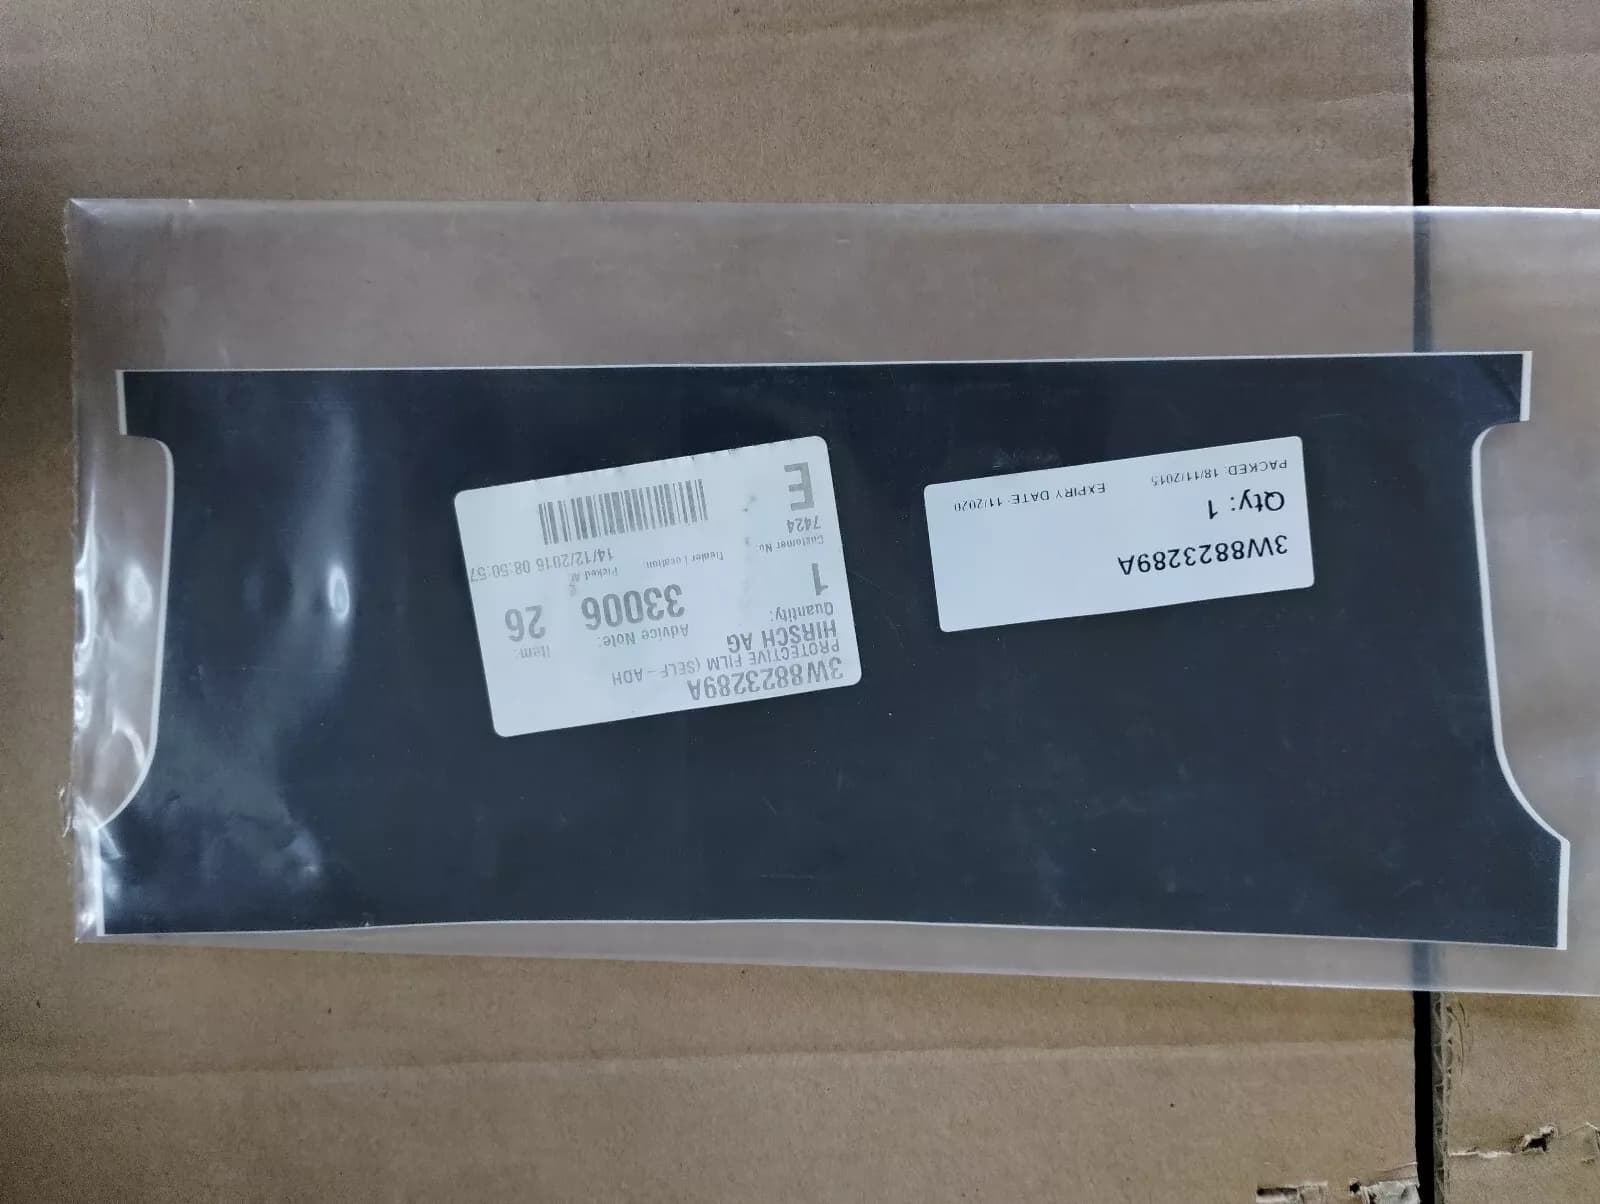 3W8823289A
PROTECTIVE FILM (SELF-ADH
HIRSCH AG
Quantity:
1
Advice Note:
33006
Item:
26
Customer No.
7424
Dealer Location
Picked At
14/12/2016 08:50:57
E
3W8823289A
Qty: 1
PACKED: 18/11/2015
EXPIRY DATE: 11/2020